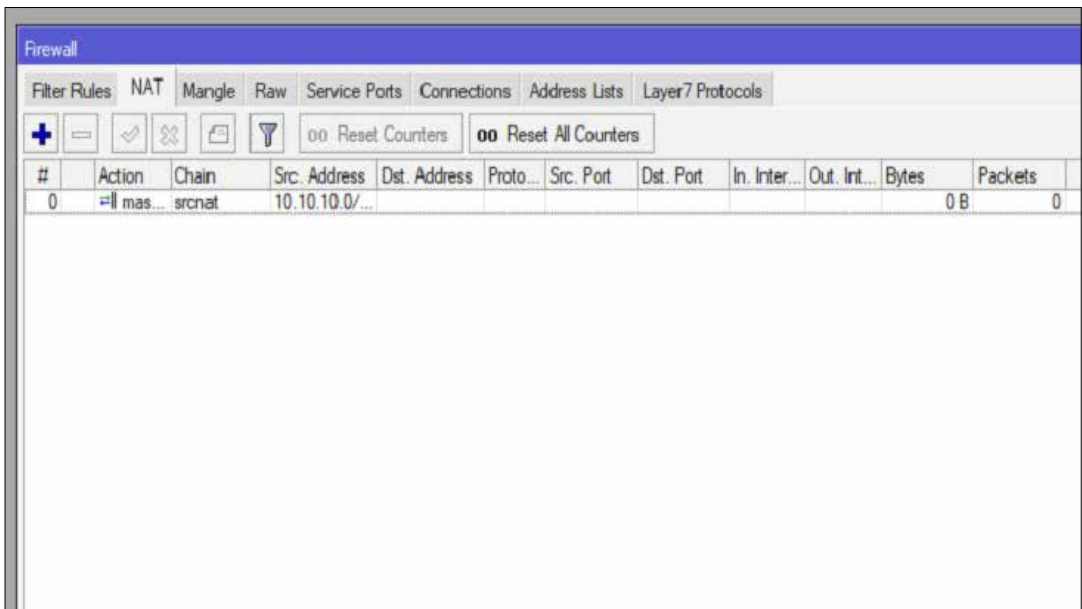 Firewall
Filter Rules NAT Mangle Raw Service Ports Connections Address Lists Layer7 Protocols
oo Reset Counters oo Reset All Counters
# Action Chain Src. Address Dst. Address Proto... Src. Port Dst. Port In. Inter... Out. Int... Bytes Packets
0 mas... srcnat 10.10.10.0/... 0 B 0